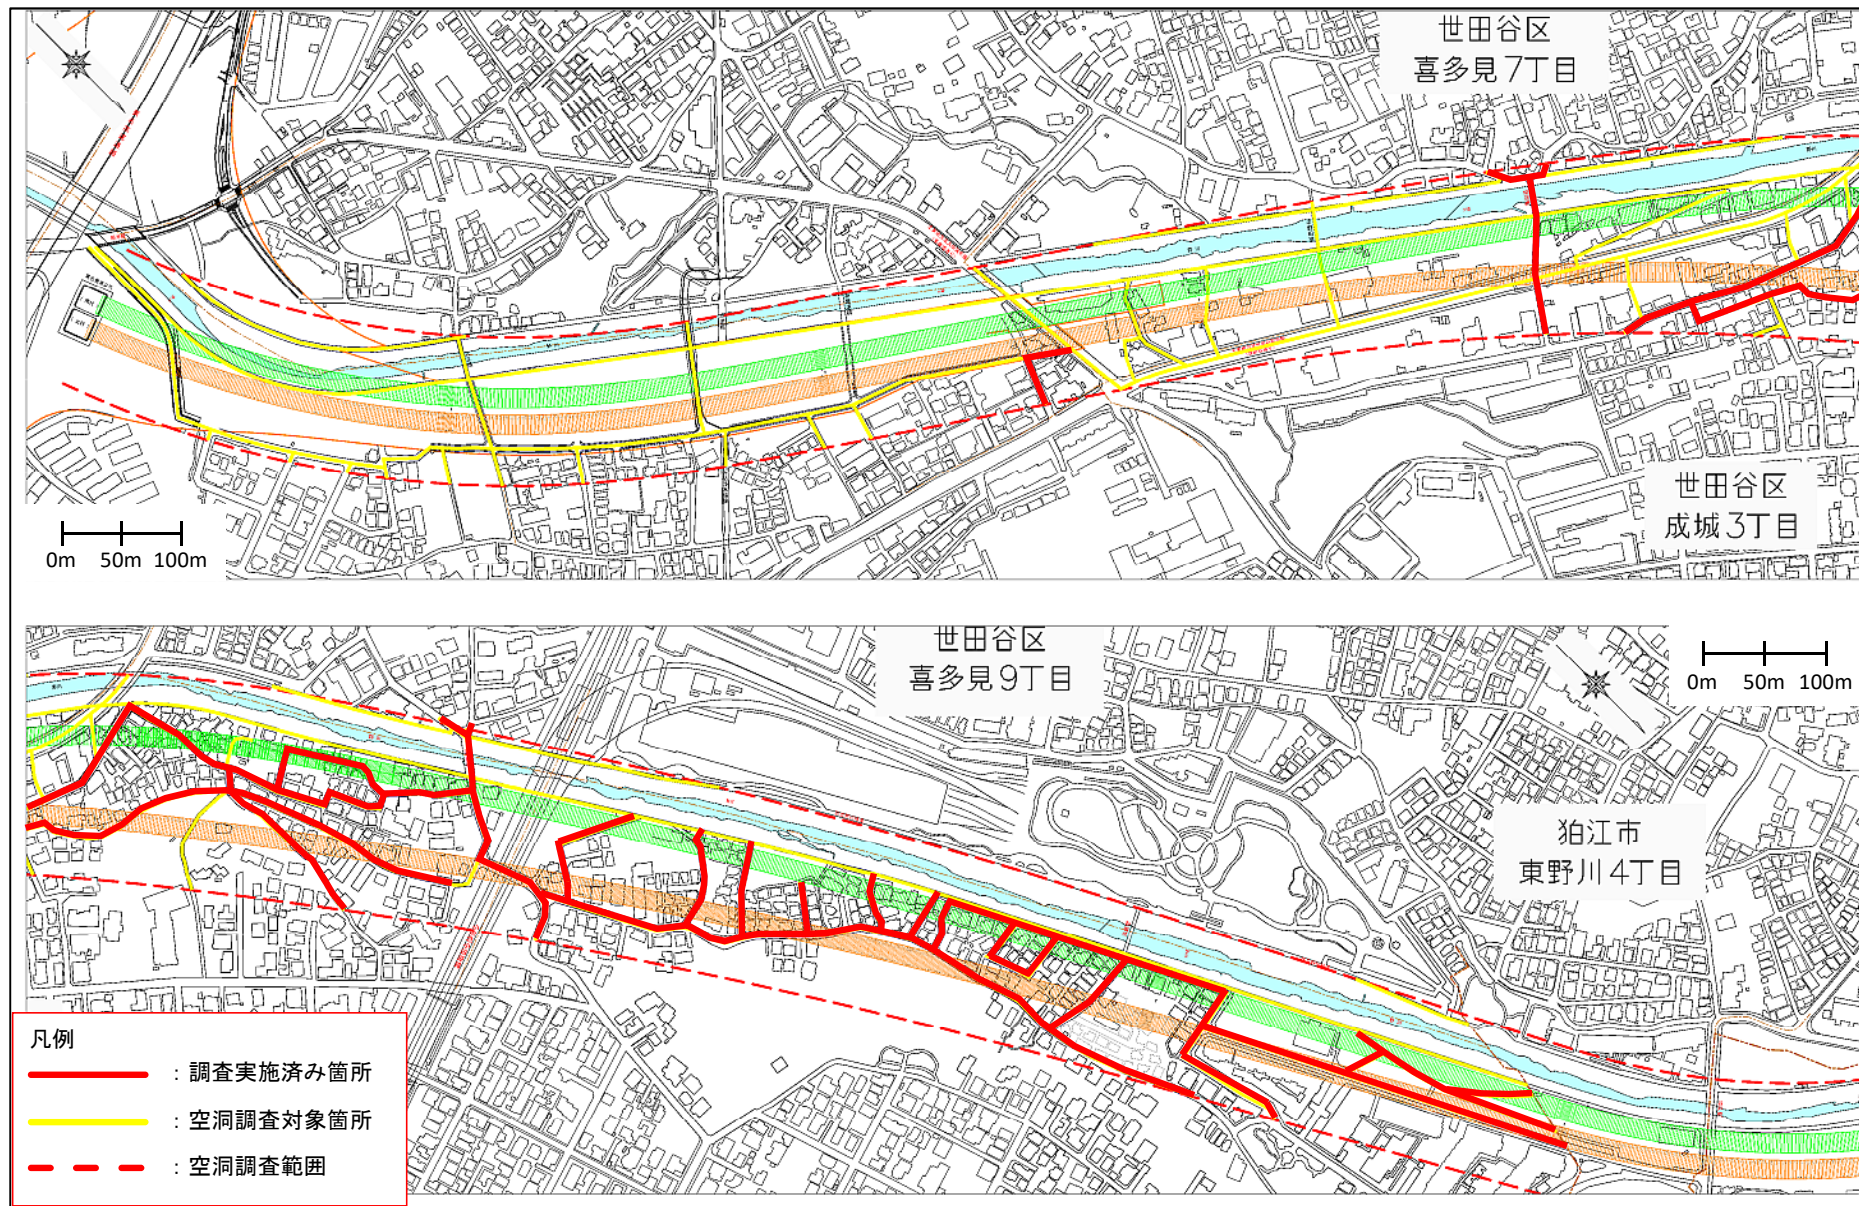 世田谷区
喜多見7丁目
世田谷区
成城3丁目
0m 50m 100m
世田谷区
喜多見9丁目
0m 50m 100m
狛江市
東野川4丁目
凡例
：調査実施済み箇所
：空洞調査対象箇所
：空洞調査範囲